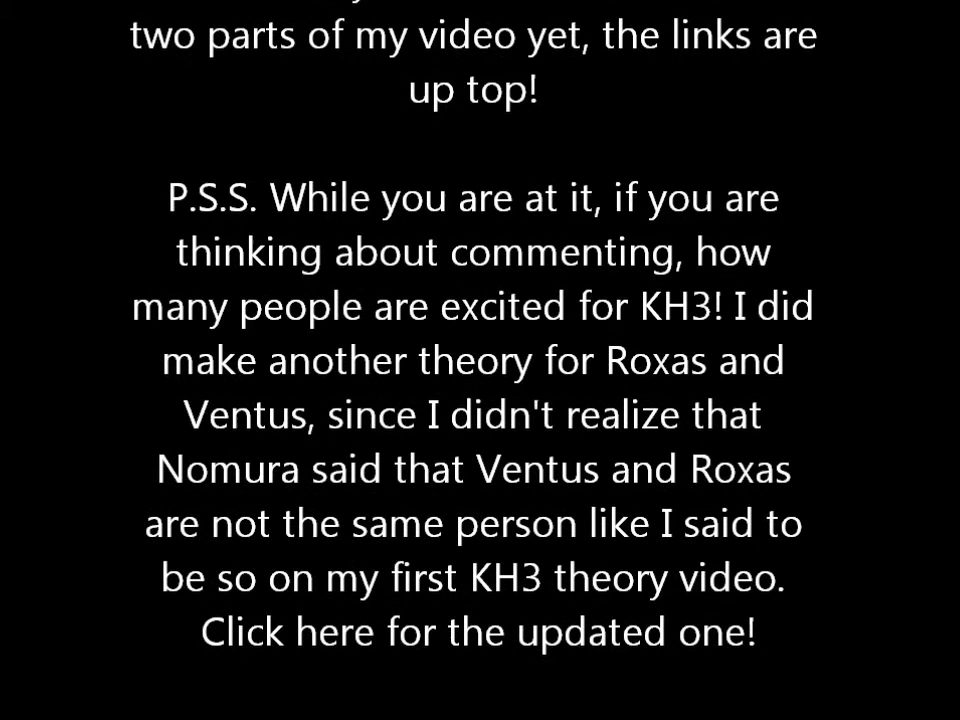 two parts of my video yet, the links are
up top!
P.S.S. While you are at it, if you are
thinking about commenting, how
many people are excited for KH3! I did
make another theory for Roxas and
Ventus, since I didn't realize that
Nomura said that Ventus and Roxas
are not the same person like I said to
be so on my first KH3 theory video.
Click here for the updated one!